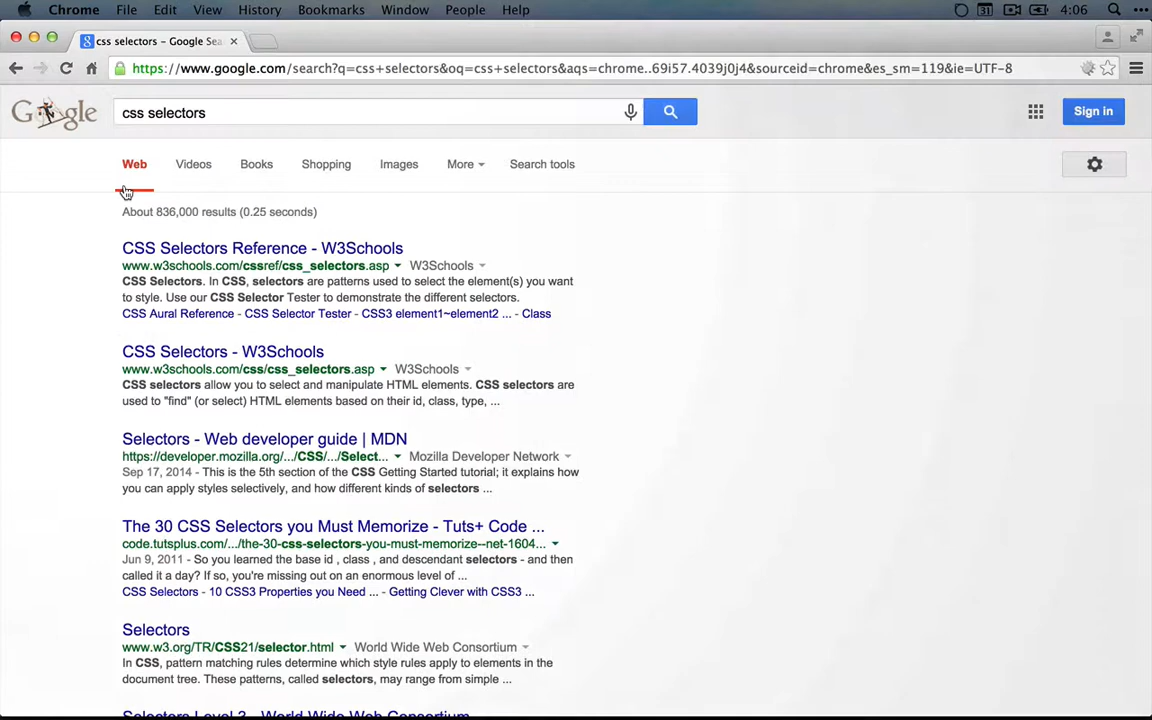 Chrome File Edit View History Bookmarks Window People Help 31 4:06
css selectors - Google Sea
https://www.google.com/search?q=css+selectors&oq=css+selectors&aqs=chrome..69i57.4039j0j4&sourceid=chrome&es_sm=119&ie=UTF-8
Google css selectors Sign in
Web Videos Books Shopping Images More Search tools
About 836,000 results (0.25 seconds)
CSS Selectors Reference - W3Schools
www.w3schools.com/cssref/css_selectors.asp W3Schools
CSS Selectors. In CSS, selectors are patterns used to select the element(s) you want
to style. Use our CSS Selector Tester to demonstrate the different selectors.
CSS Aural Reference - CSS Selector Tester - CSS3 element1~element2 ... - Class
CSS Selectors - W3Schools
www.w3schools.com/css/css_selectors.asp W3Schools
CSS selectors allow you to select and manipulate HTML elements. CSS selectors are
used to "find" (or select) HTML elements based on their id, class, type, ...
Selectors - Web developer guide | MDN
https://developer.mozilla.org/.../CSS/.../Select... Mozilla Developer Network
Sep 17, 2014 - This is the 5th section of the CSS Getting Started tutorial; it explains how
you can apply styles selectively, and how different kinds of selectors ...
The 30 CSS Selectors you Must Memorize - Tuts+ Code ...
code.tutsplus.com/.../the-30-css-selectors-you-must-memorize--net-1604...
Jun 9, 2011 - So you learned the base id , class , and descendant selectors - and then
called it a day? If so, you're missing out on an enormous level of ...
CSS Selectors - 10 CSS3 Properties you Need ... - Getting Clever with CSS3 ...
Selectors
www.w3.org/TR/CSS21/selector.html World Wide Web Consortium
In CSS, pattern matching rules determine which style rules apply to elements in the
document tree. These patterns, called selectors, may range from simple ...
Selectors Level 3 - World Wide Web Consortium